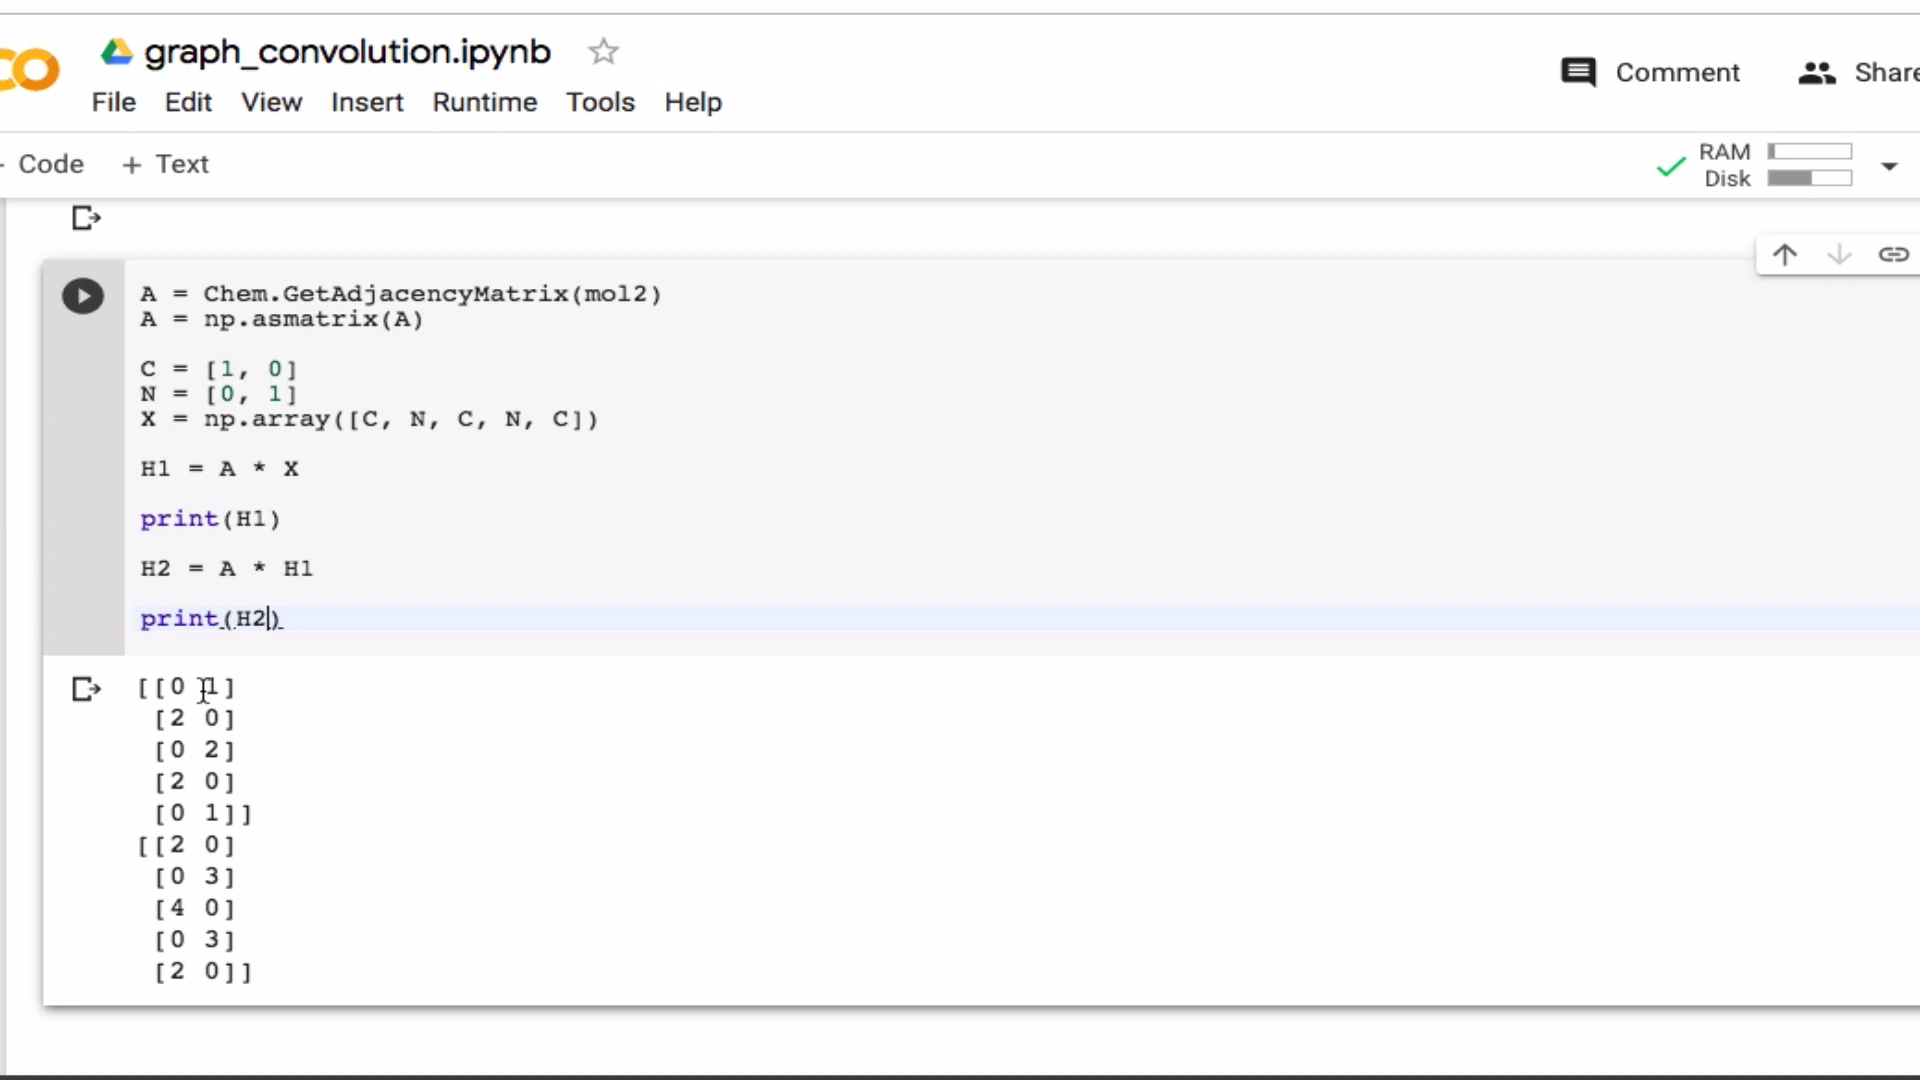 graph_convolution.ipynb
Comment
Share
File Edit View Insert Runtime Tools Help
Code + Text
RAM
Disk
A = Chem.GetAdjacencyMatrix(mol2)
A = np.asmatrix(A)
C = [1, 0]
N = [0, 1]
X = np.array([C, N, C, N, C])
H1 = A * X
print(H1)
H2 = A * H1
print(H2)
[[0 1]
[2 0]
[0 2]
[2 0]
[0 1]]
[[2 0]
[0 3]
[4 0]
[0 3]
[2 0]]